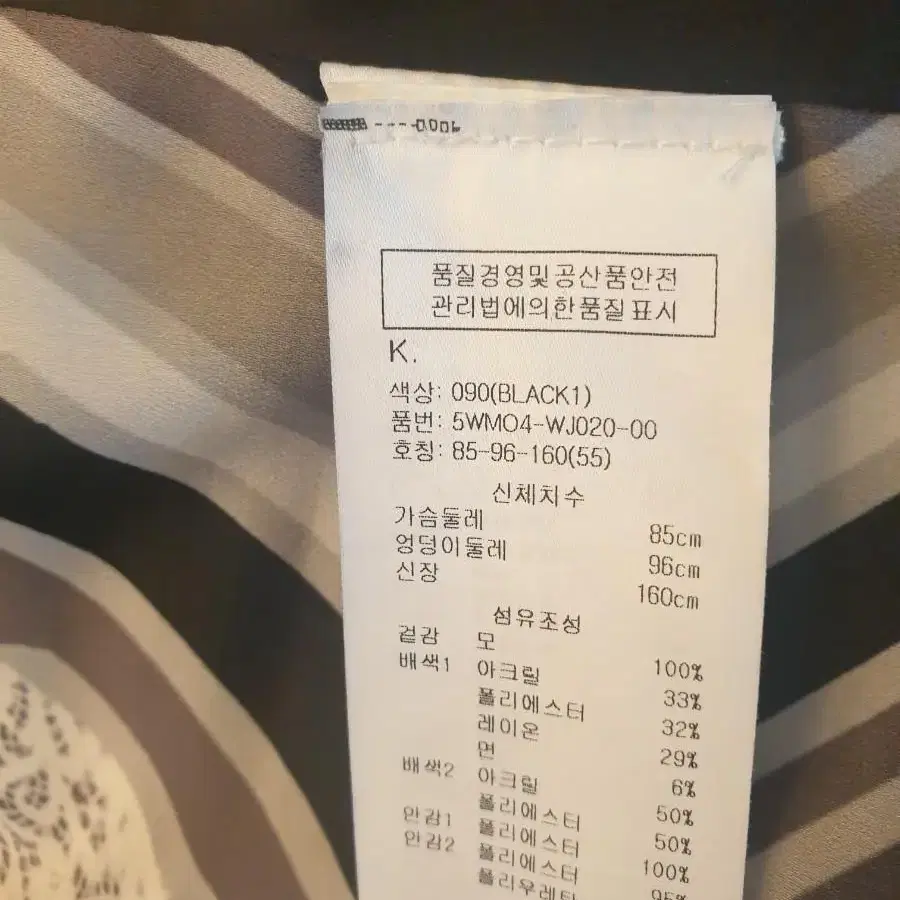 품질경영및공산품안전
관리법에의한품질표시
K.
색상: 090(BLACK1)
품번: 5WMO4-WJ020-00
호칭: 85-96-160(55)
신체치수
가슴둘레 85cm
엉덩이둘레 96cm
신장 160cm
섬유조성
겉감 모 100%
배색1 아크릴 33%
폴리에스터 32%
레이온 29%
면 6%
배색2 아크릴 50%
폴리에스터 50%
안감1 폴리에스터 100%
안감2 폴리에스터 95%